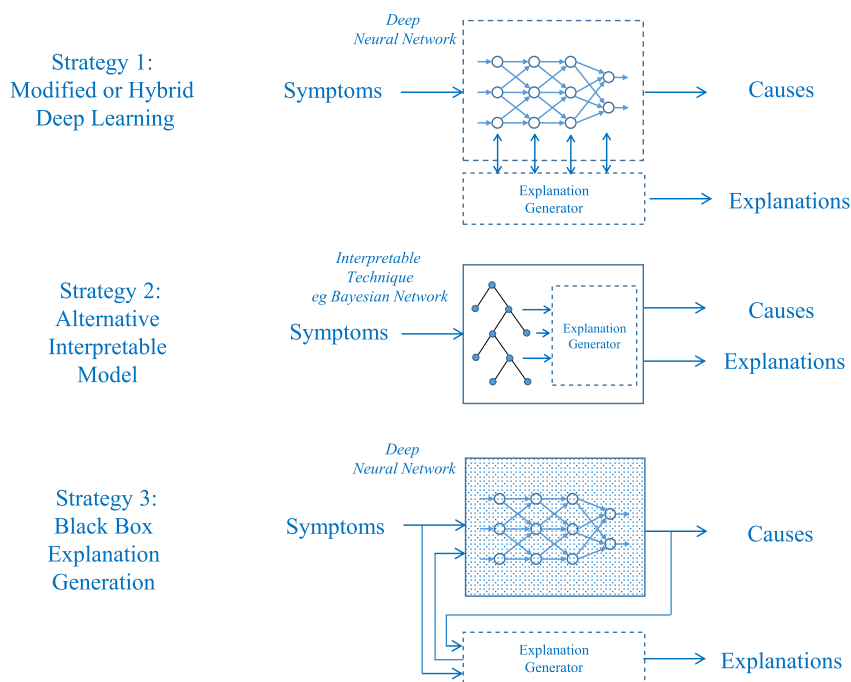 Deep
Neural Network
Strategy 1:
Modified or Hybrid
Deep Learning
Symptoms
Causes
Explanation
Generator
Explanations
Interpretable
Technique
eg Bayesian Network
Strategy 2:
Alternative
Interpretable
Model
Symptoms
Explanation
Generator
Causes
Explanations
Deep
Neural Network
Strategy 3:
Black Box
Explanation
Generation
Symptoms
Causes
Explanation
Generator
Explanations